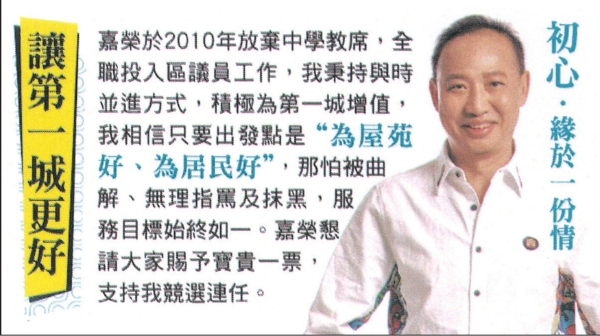 讓第一城更好
嘉榮於2010年放棄中學教席，全
職投入區議員工作，我秉持與時
並進方式，積極為第一城增值，
我相信只要出發點是“為屋苑
好、為居民好”，那怕被曲
解、無理指罵及抹黑，服
務目標始終如一。嘉榮懇
請大家賜予寶貴一票，
支持我競選連任。
初心·緣於一份情